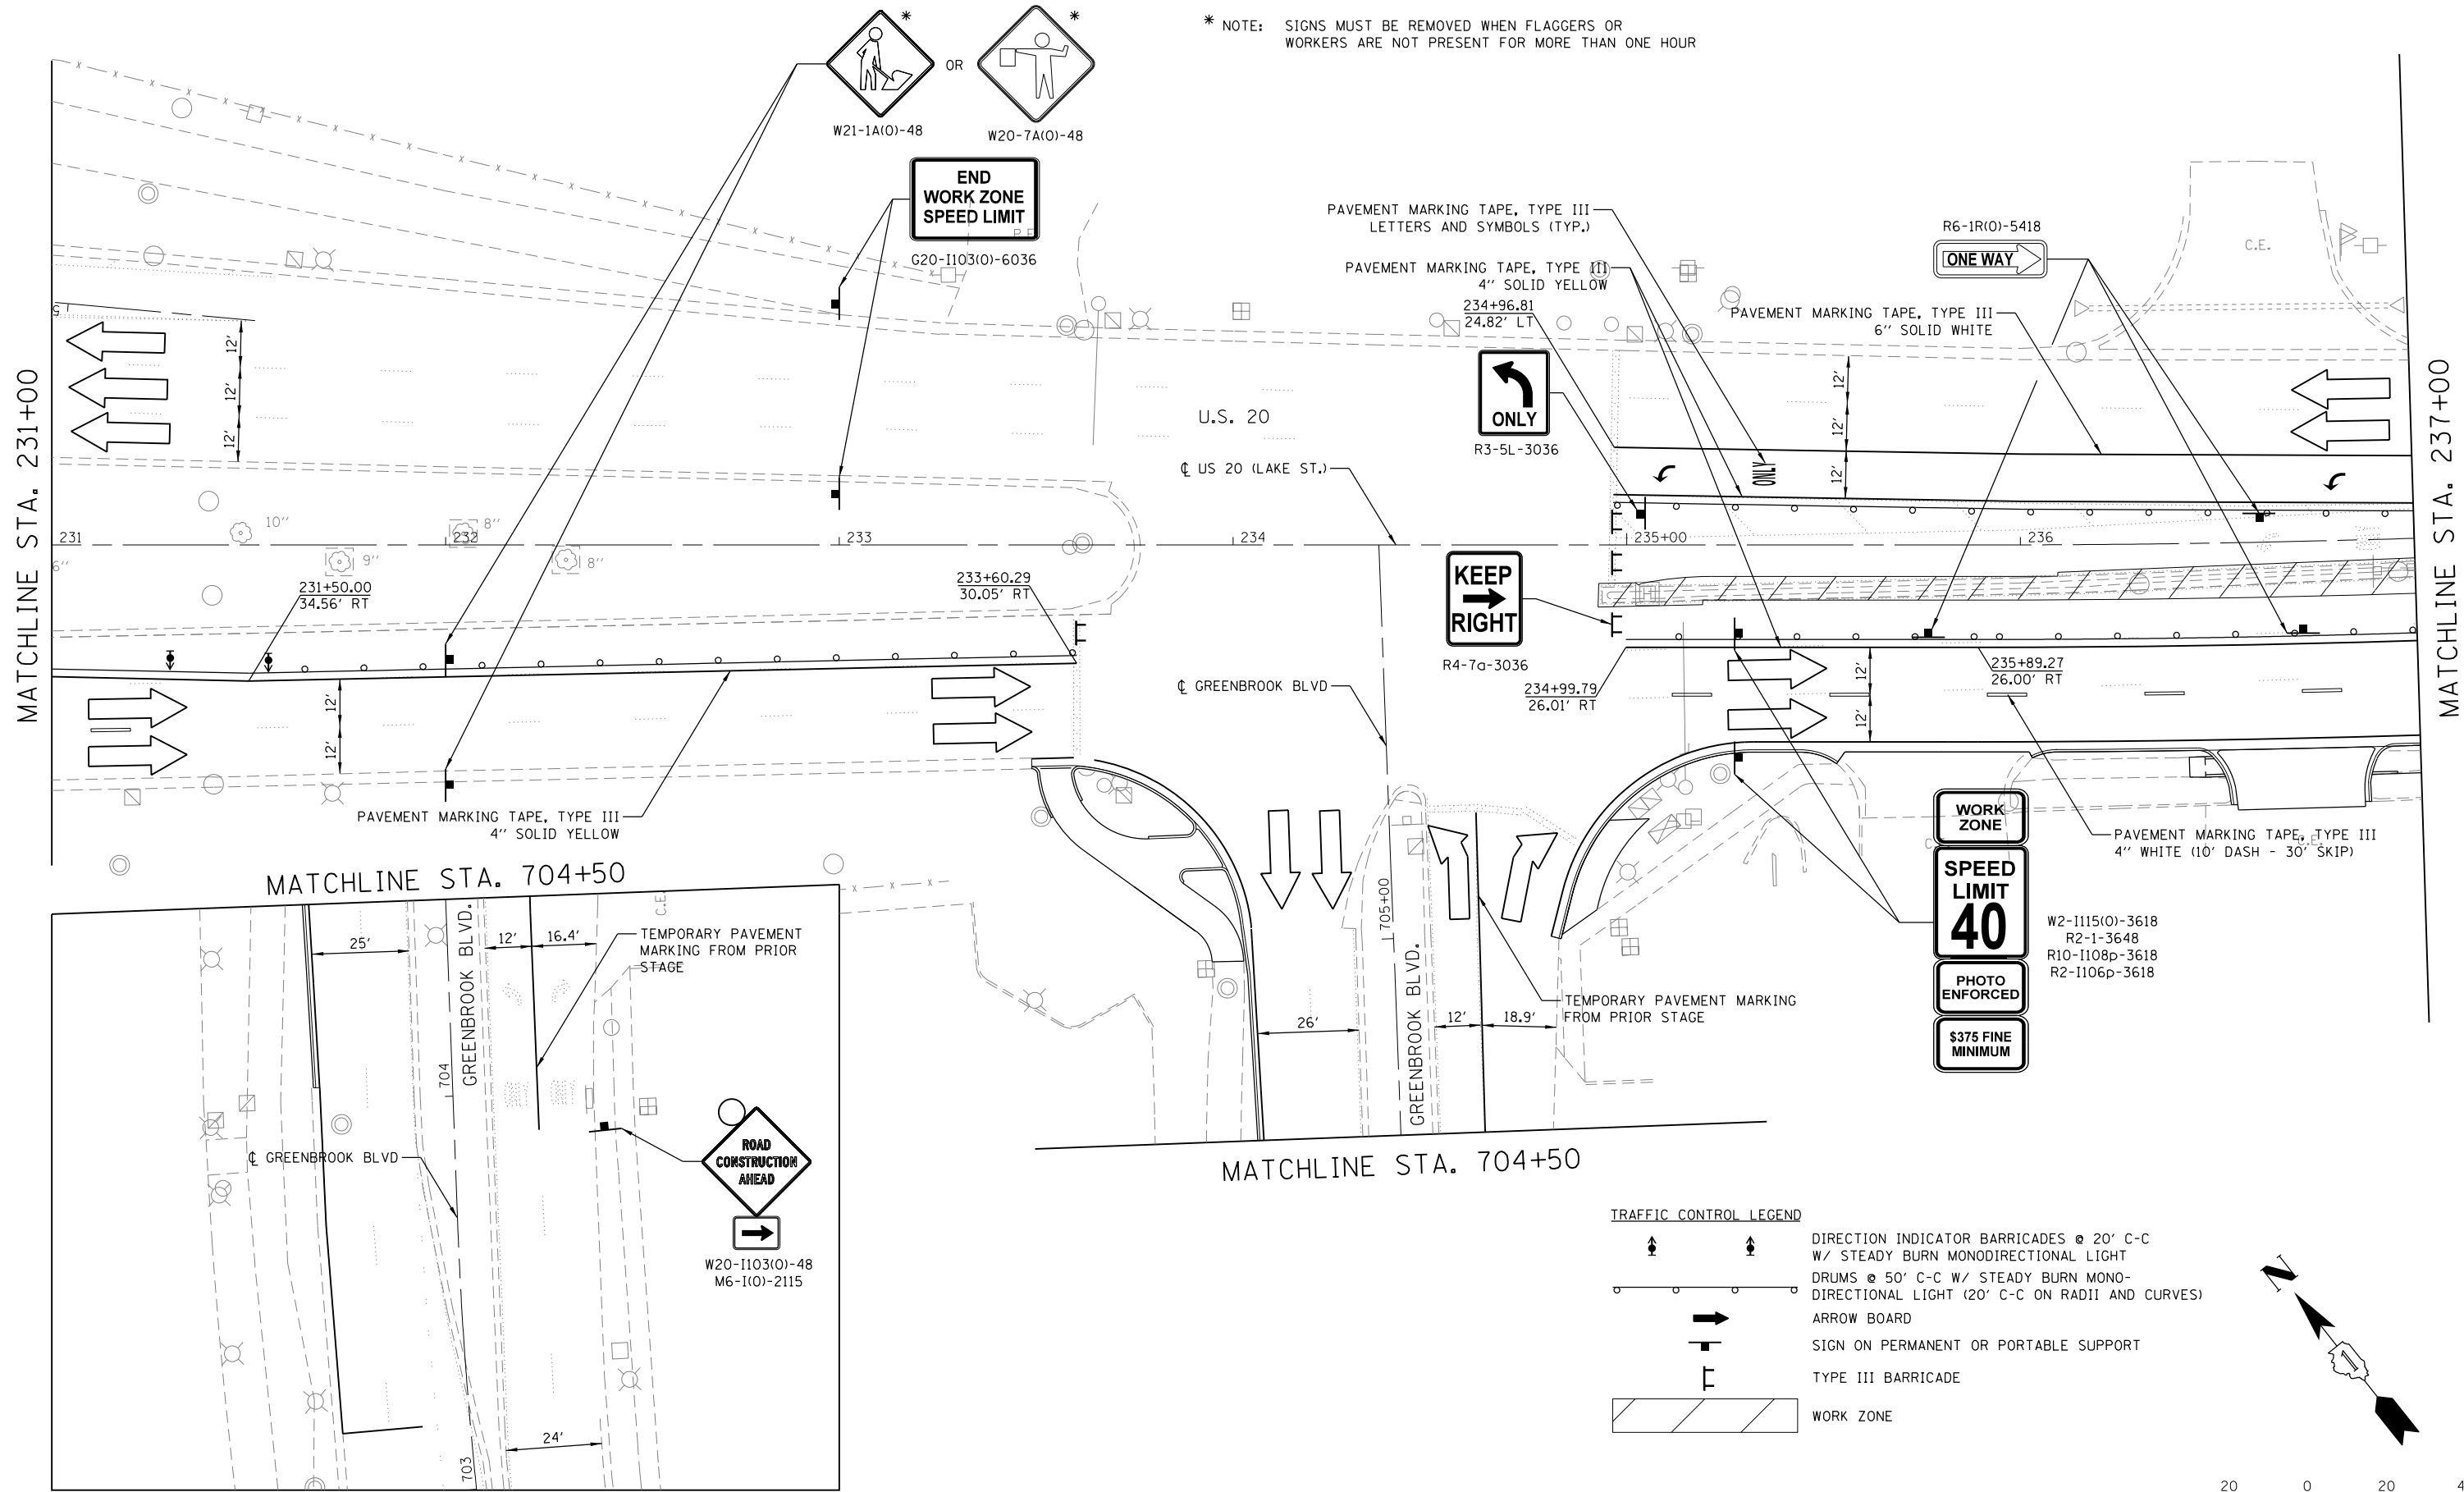 * NOTE: SIGNS MUST BE REMOVED WHEN FLAGGERS OR
WORKERS ARE NOT PRESENT FOR MORE THAN ONE HOUR
*
OR
*
W21-1A(O)-48
W20-7A(O)-48
END
WORK ZONE
SPEED LIMIT
G20-I103(O)-6036
PAVEMENT MARKING TAPE, TYPE III
LETTERS AND SYMBOLS (TYP.)
PAVEMENT MARKING TAPE, TYPE III
4" SOLID YELLOW
234+96.81
24.82' LT
R6-1R(O)-5418
ONE WAY
C.E.
PAVEMENT MARKING TAPE, TYPE III
6" SOLID WHITE
ONLY
R3-5L-3036
ONLY
12'
12'
12'
12'
12'
12'
U.S. 20
℄ US 20 (LAKE ST.)
MATCHLINE STA. 231+00
MATCHLINE STA. 237+00
231
232
233
234
235+00
236
10"
8"
9"
8"
6"
231+50.00
34.56' RT
233+60.29
30.05' RT
KEEP
RIGHT
R4-7a-3036
℄ GREENBROOK BLVD
234+99.79
26.01' RT
235+89.27
26.00' RT
12'
12'
12'
12'
PAVEMENT MARKING TAPE, TYPE III
4" SOLID YELLOW
PAVEMENT MARKING TAPE, TYPE III
4" WHITE (10' DASH - 30' SKIP)
C.E.
WORK
ZONE
SPEED
LIMIT
40
PHOTO
ENFORCED
$375 FINE
MINIMUM
W2-I115(O)-3618
R2-1-3648
R10-I108p-3618
R2-I106p-3618
MATCHLINE STA. 704+50
C.E.
25'
12'
16.4'
GREENBROOK BLVD.
TEMPORARY PAVEMENT
MARKING FROM PRIOR
STAGE
704
℄ GREENBROOK BLVD
ROAD
CONSTRUCTION
AHEAD
W20-I103(O)-48
M6-I(O)-2115
24'
703
705+00
GREENBROOK BLVD.
26'
12'
18.9'
TEMPORARY PAVEMENT MARKING
FROM PRIOR STAGE
MATCHLINE STA. 704+50
TRAFFIC CONTROL LEGEND
DIRECTION INDICATOR BARRICADES @ 20' C-C
W/ STEADY BURN MONODIRECTIONAL LIGHT
DRUMS @ 50' C-C W/ STEADY BURN MONO-
DIRECTIONAL LIGHT (20' C-C ON RADII AND CURVES)
ARROW BOARD
SIGN ON PERMANENT OR PORTABLE SUPPORT
TYPE III BARRICADE
WORK ZONE
N
20 0 20 4